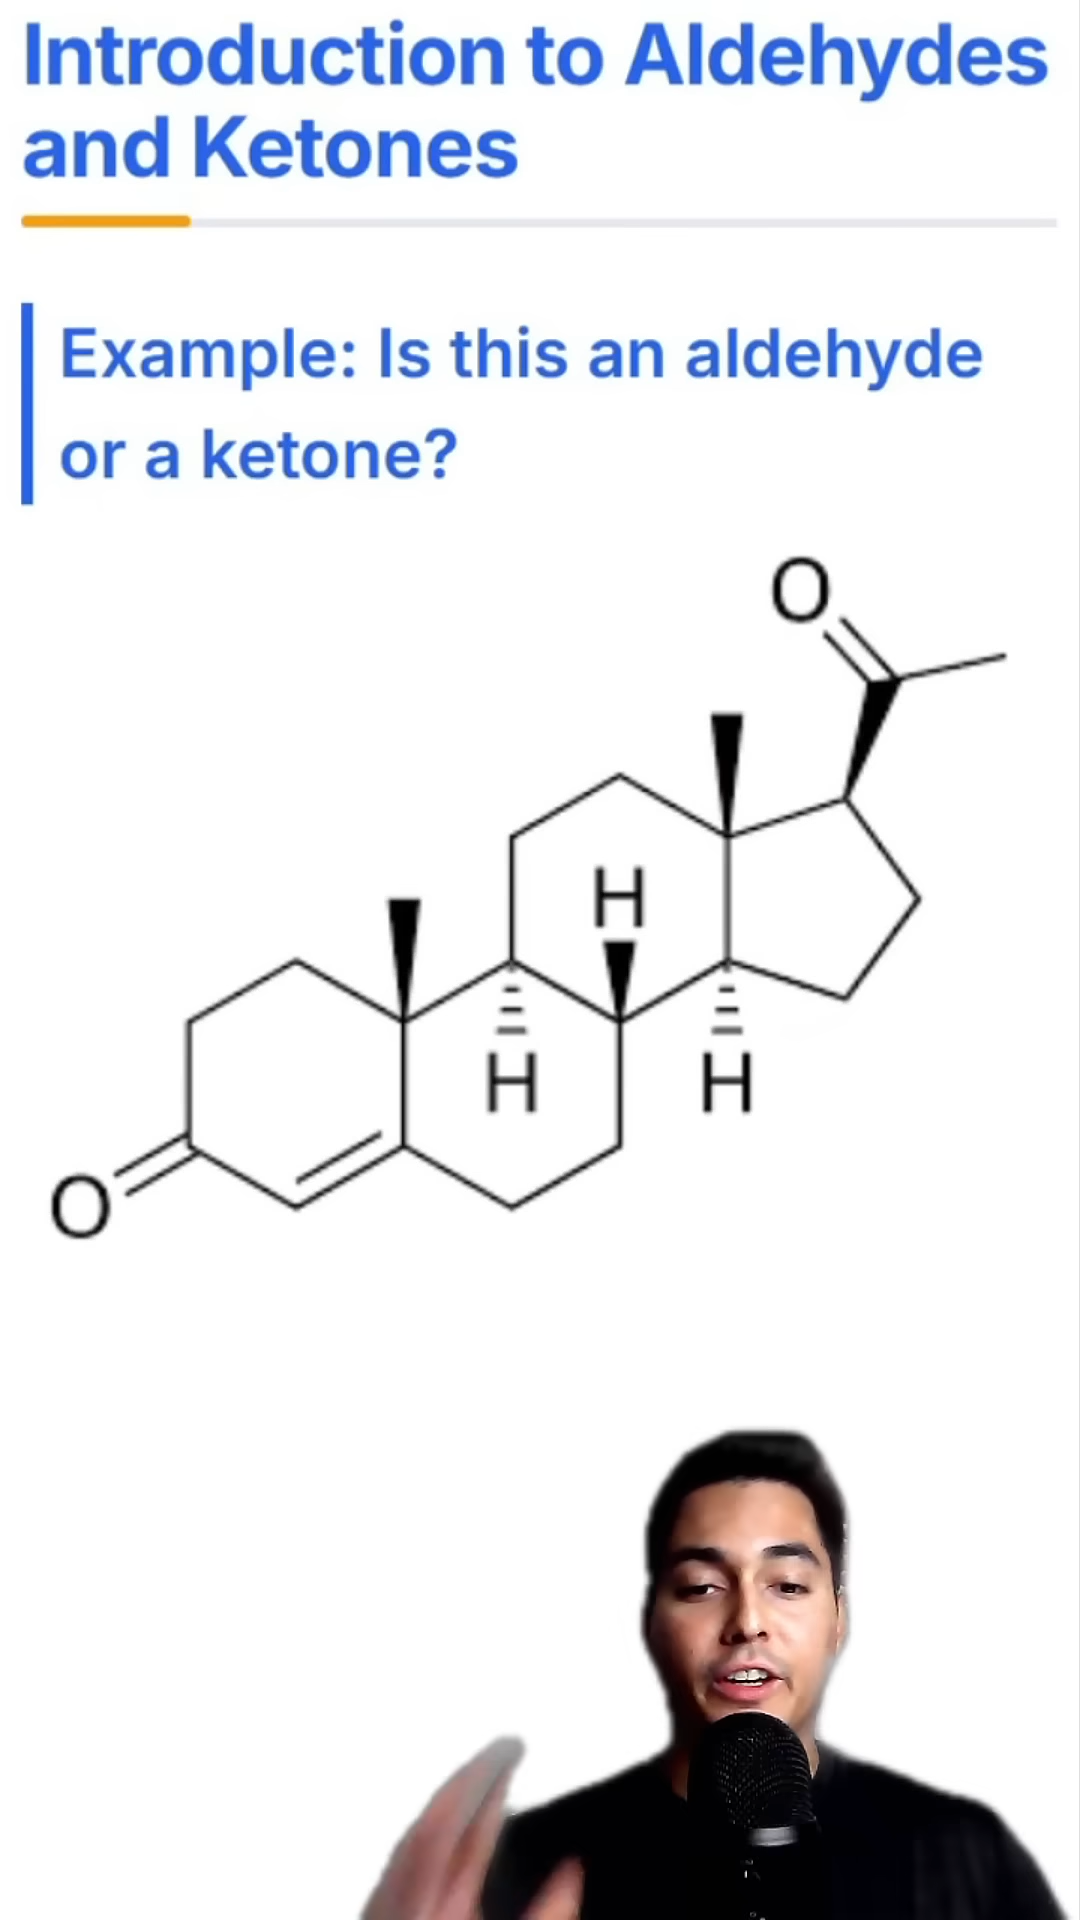 Introduction to Aldehydes
and Ketones
Example: Is this an aldehyde
or a ketone?
O
H
H
H
O